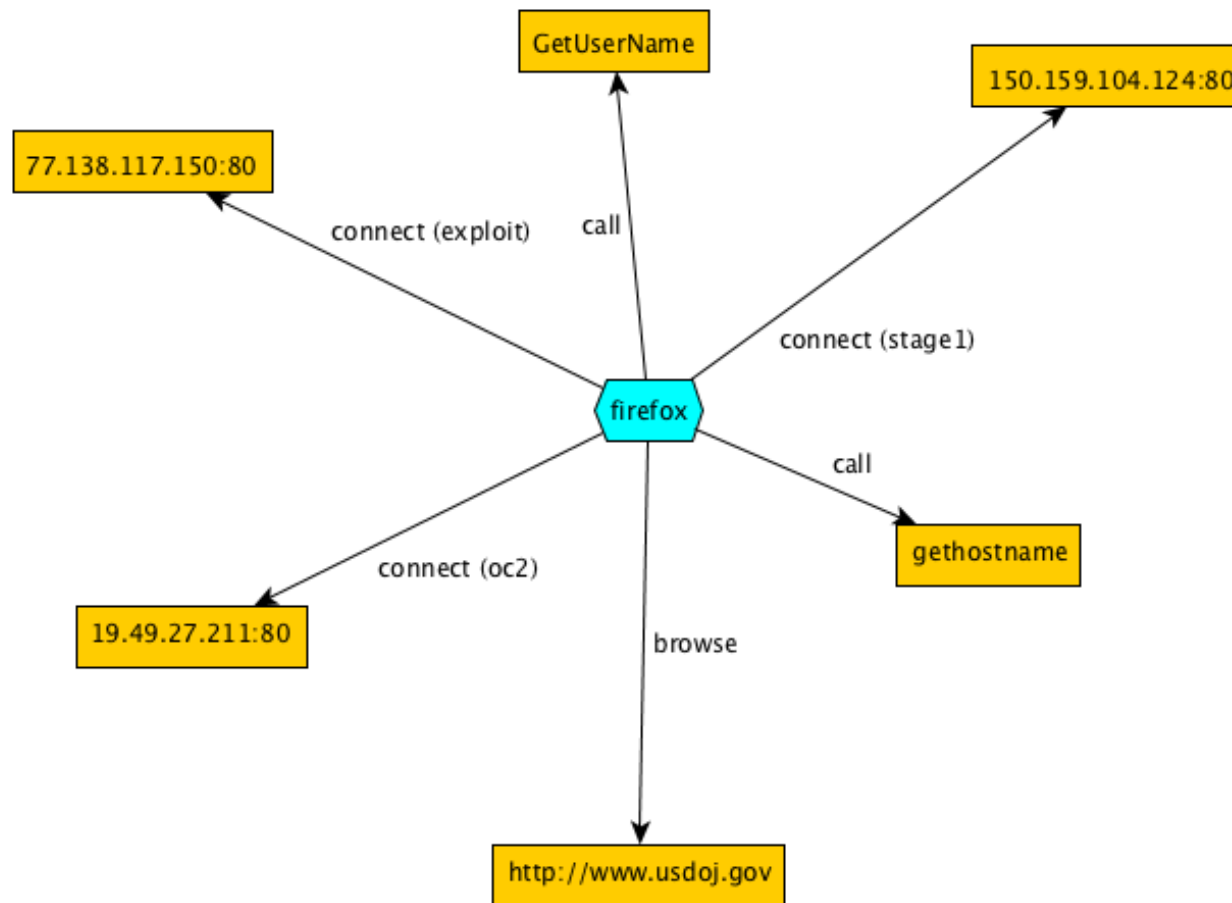 GetUserName
150.159.104.124:80
77.138.117.150:80
connect (exploit)
call
connect (stage1)
firefox
call
gethostname
connect (oc2)
19.49.27.211:80
browse
http://www.usdoj.gov